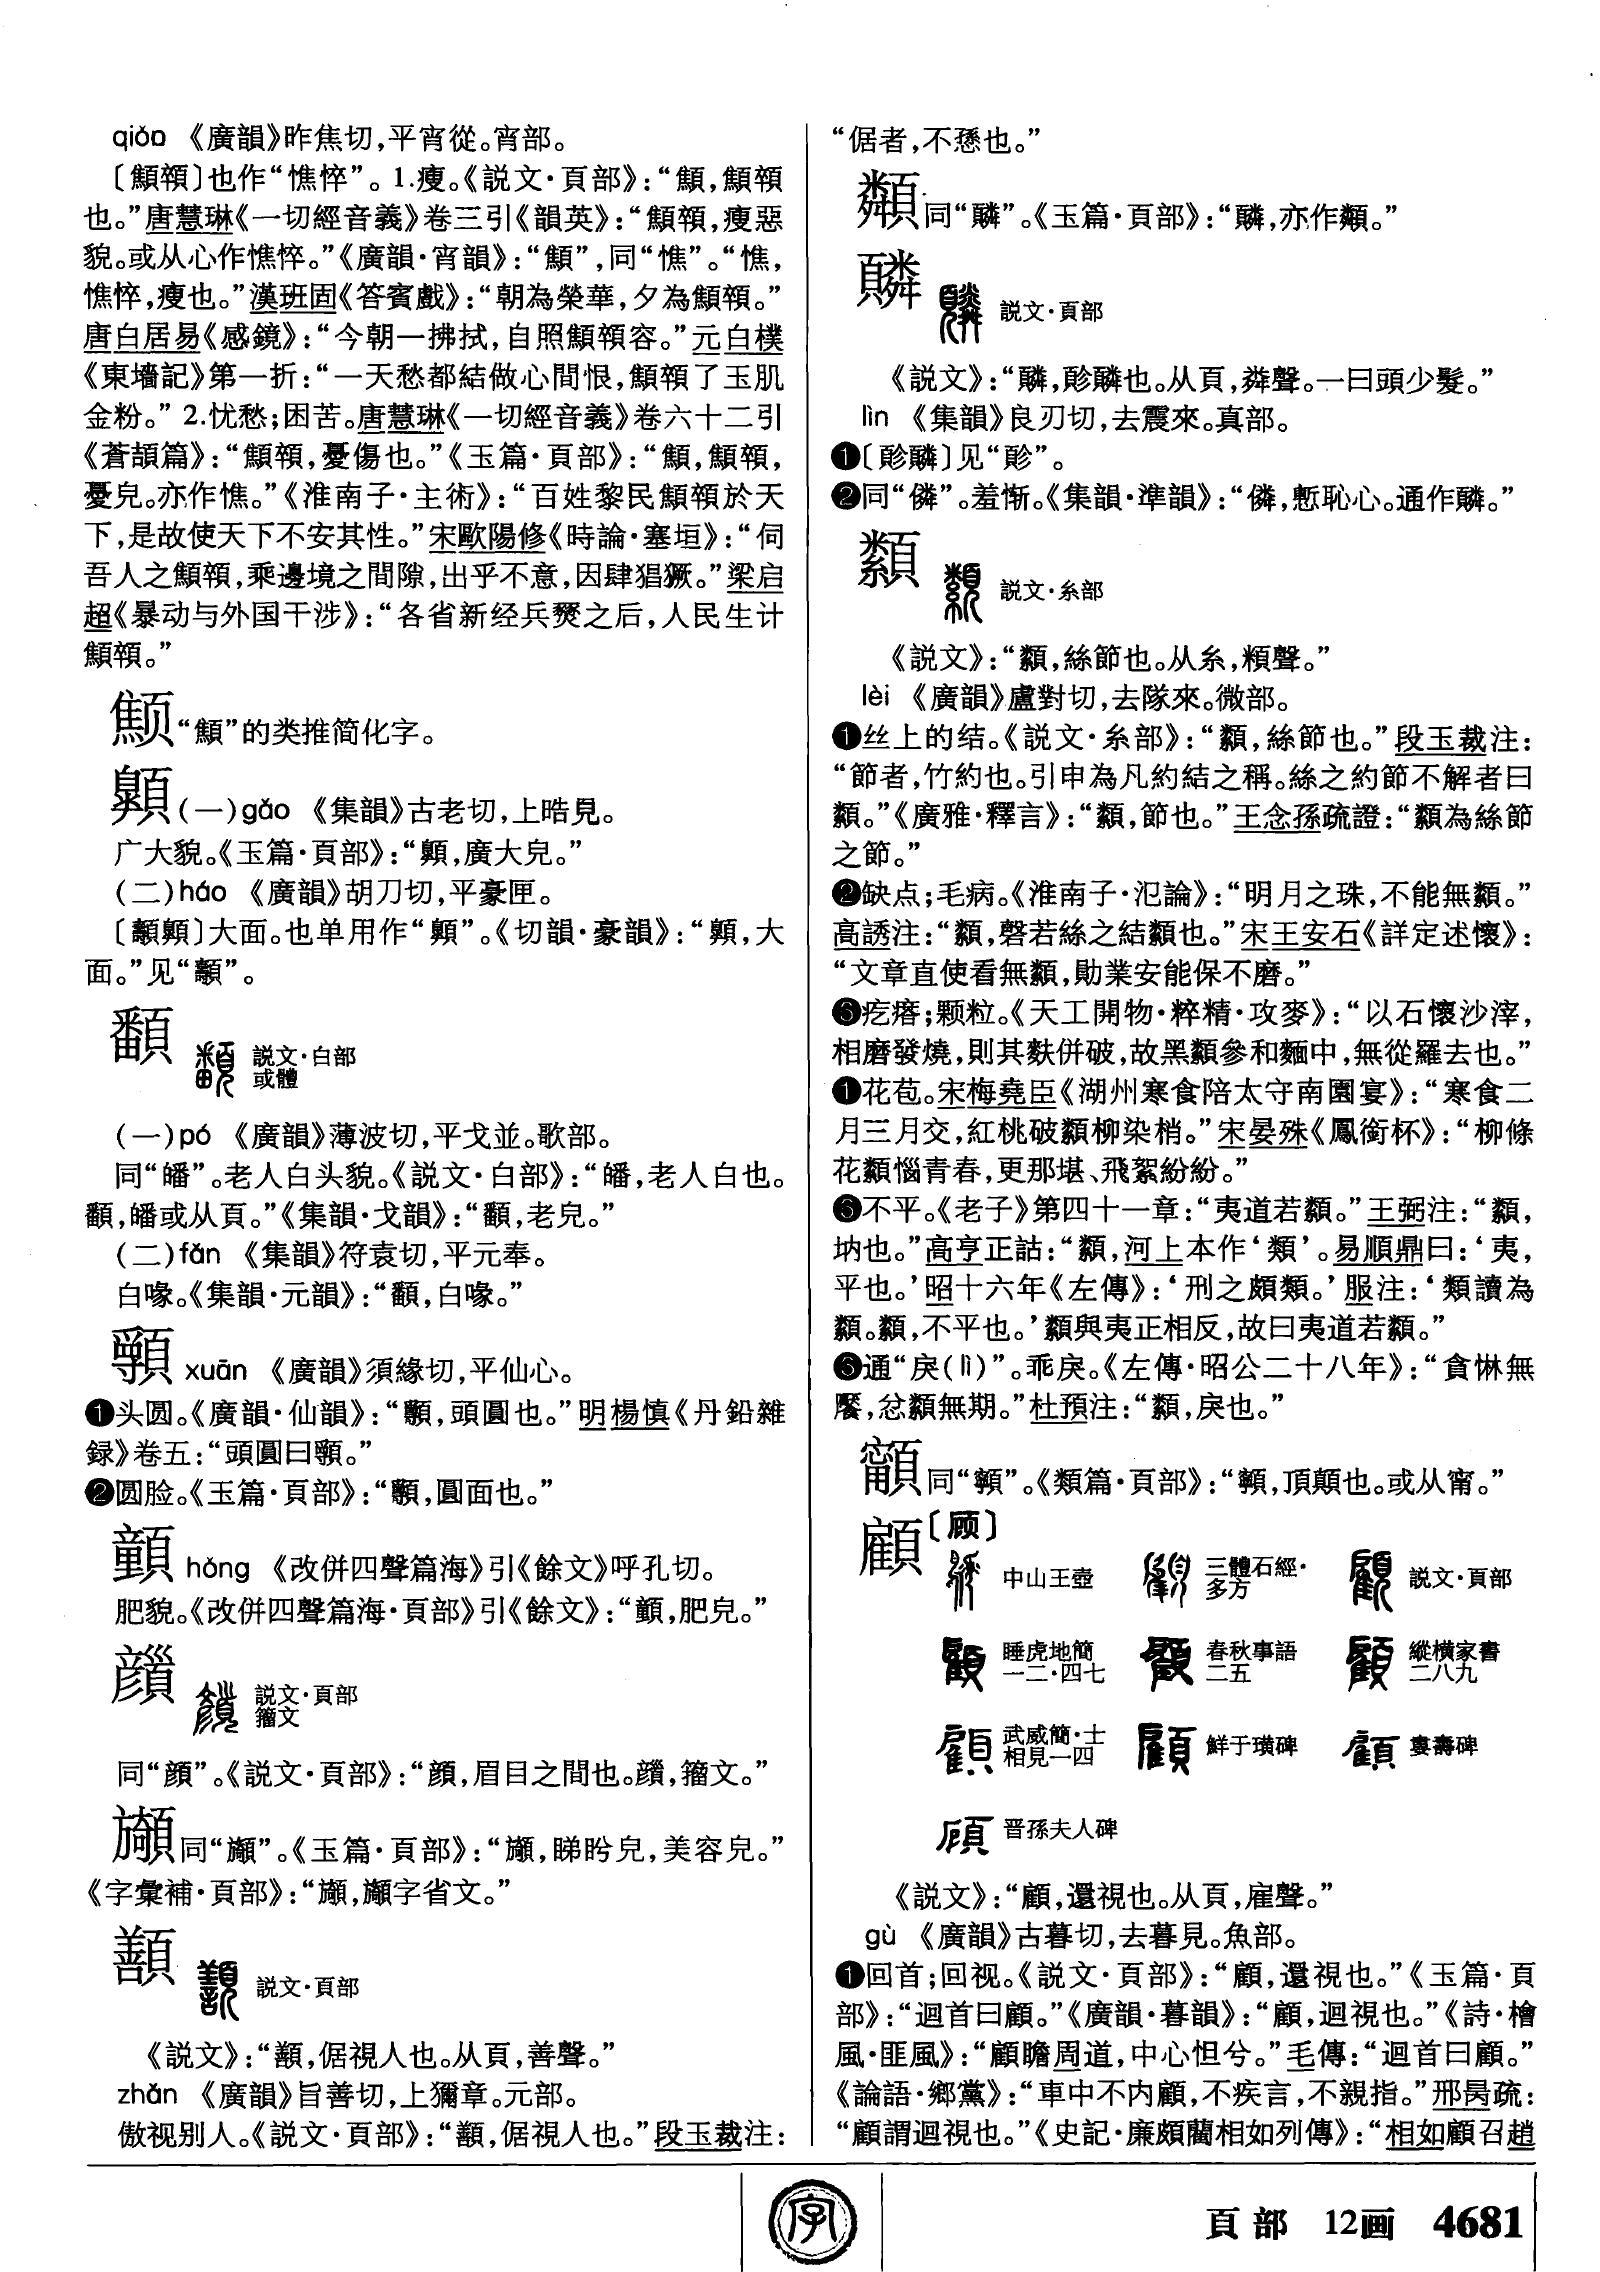 qiáo 《廣韻》昨焦切,平宵從。宵部。
〔顦顇〕也作“憔悴”。1.瘦。《説文·頁部》:“顦,顦顇
也。”唐慧琳《一切經音義》卷三引《韻英》:“顦顇,瘦惡
貌。或从心作憔悴。”《廣韻·宵韻》:“顦”,同“憔”。“憔,
憔悴,瘦也。”漢班固《答賓戲》:“朝為榮華,夕為顦顇。”
唐白居易《感鏡》:“今朝一拂拭,自照顦顇容。”元白樸
《東墻記》第一折:“一天愁都結做心間恨,顦顇了玉肌
金粉。” 2.忧愁;困苦。唐慧琳《一切經音義》卷六十二引
《蒼頡篇》:“顦顇,憂傷也。”《玉篇·頁部》:“顦,顦顇,
憂皃。亦作憔。”《淮南子·主術》:“百姓黎民顦顇於天
下,是故使天下不安其性。”宋歐陽修《時論·塞垣》:“伺
吾人之顦顇,乘邊境之間隙,出乎不意,因肆猖獗。”梁启
超《暴动与外国干涉》:“各省新经兵燹之后,人民生计
顦顇。”
“顦”的类推简化字。
顥(一)gǎo 《集韻》古老切,上晧見。
广大貌。《玉篇·頁部》:“,廣大皃。”
(二)háo 《廣韻》胡刀切,平豪匣。
大面。也单用作“”。《切韻·豪韻》:“,大
面。”见“”。
顊 説文·白部
或體
(一)pó 《廣韻》薄波切,平戈並。歌部。
同“皤”。老人白头貌。《説文·白部》:“皤,老人白也。
,皤或从頁。”《集韻·戈韻》:“,老皃。”
(二)fán 《集韻》符袁切,平元奉。
白喙。《集韻·元韻》:“,白喙。”
xuān 《廣韻》須緣切,平仙心。
❶头圆。《廣韻·仙韻》:“,頭圓也。”明楊慎《丹鉛雜
録》卷五:“頭圓曰。”
❷圆脸。《玉篇·頁部》:“,圓面也。”
hǒng 《改併四聲篇海》引《餘文》呼孔切。
肥貌。《改併四聲篇海·頁部》引《餘文》:“,肥皃。”
説文·頁部
籀文
同“顔”。《説文·頁部》:“顔,眉目之間也。,籀文。”
同“”。《玉篇·頁部》:“,睇盻皃,美容皃。”
《字彙補·頁部》:“,字省文。”
説文·頁部
《説文》:“,倨視人也。从頁,善聲。”
zhǎn 《廣韻》旨善切,上獮章。元部。
傲视别人。《説文·頁部》:“,倨視人也。”段玉裁注:
“倨者,不愻也。”
同“”。《玉篇·頁部》:“,亦作。”
説文·頁部
《説文》:“,也。从頁,粦聲。一曰頭少髮。”
lìn 《集韻》良刃切,去震來。真部。
❶见“”。
❷同“僯”。羞惭。《集韻·準韻》:“僯,慙恥心。通作。”
纇 説文·糸部
《説文》:“纇,絲節也。从糸,頪聲。”
lèi 《廣韻》盧對切,去隊來。微部。
❶丝上的结。《説文·糸部》:“纇,絲節也。”段玉裁注:
“節者,竹約也。引申為凡約結之稱。絲之約節不解者曰
纇。”《廣雅·釋言》:“纇,節也。”王念孫疏證:“纇為絲節
之節。”
❷缺点;毛病。《淮南子·氾論》:“明月之珠,不能無纇。”
高誘注:“纇,磬若絲之結纇也。”宋王安石《詳定述懷》:
“文章直使看無纇,勛業安能保不磨。”
❸疙瘩;颗粒。《天工開物·粹精·攻麥》:“以石懷沙滓,
相磨發燒,則其麩併破,故黑纇參和麵中,無從羅去也。”
❹花苞。宋梅堯臣《湖州寒食陪太守南園宴》:“寒食二
月三月交,紅桃破纇柳染梢。”宋晏殊《鳳銜杯》:“柳條
花纇惱青春,更那堪、飛絮紛紛。”
❺不平。《老子》第四十一章:“夷道若纇。”王弼注:“纇,
㘨也。”高亨正詁:“纇,河上本作‘類’。易順鼎曰:‘夷,
平也。’昭十六年《左傳》:‘刑之頗類。’服注:‘類讀為
纇。纇,不平也。’纇與夷正相反,故曰夷道若纇。”
❻通“戾(lì)”。乖戾。《左傳·昭公二十八年》:“貪惏無
饜,忿纇無期。”杜預注:“纇,戾也。”
同“”。《類篇·頁部》:“,頂顛也。或从甯。”
顧〔顾〕
中山王壺 三體石經·多方 説文·頁部
睡虎地簡一二·四七 春秋事語二五 縱橫家書二八九
武威簡·士相見一四 鮮于璜碑 婁壽碑
晋孫夫人碑
《説文》:“顧,還視也。从頁,雇聲。”
gù 《廣韻》古暮切,去暮見。魚部。
❶回首;回视。《説文·頁部》:“顧,還視也。”《玉篇·頁
部》:“迴首曰顧。”《廣韻·暮韻》:“顧,迴視也。”《詩·檜
風·匪風》:“顧瞻周道,中心怛兮。”毛傳:“迴首曰顧。”
《論語·鄉黨》:“車中不内顧,不疾言,不親指。”邢昺疏:
“顧謂迴視也。”《史記·廉頗藺相如列傳》:“相如顧召趙
字
頁部 12画 4681